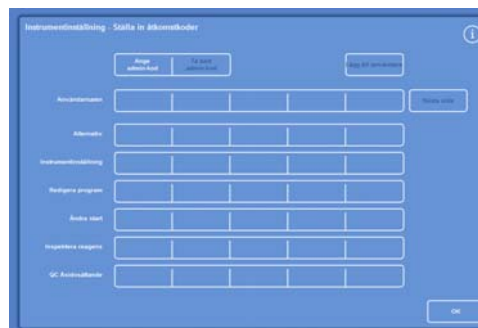 Instrumentinställning - Ställa in åtkomstkoder
Ange
admin-kod
Ta bort
admin-kod
Lägg till användare
Användarnamn
Nästa sida
Alternativ
Instrumentinställning
Redigera program
Ändra start
Inspektera reagens
QC Åsidosättande
OK